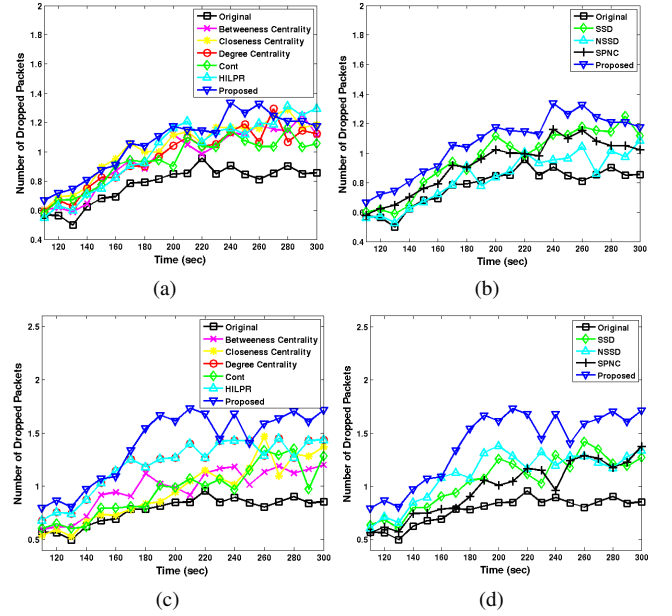 2
1.8
1.6
1.4
1.2
1
0.8
0.6
0.4
Number of Dropped Packets
120 140 160 180 200 220 240 260 280 300
Time (sec)
Original
Betweeness Centrality
Closeness Centrality
Degree Centrality
Cont
HILPR
Proposed
(a)
2
1.8
1.6
1.4
1.2
1
0.8
0.6
0.4
Number of Dropped Packets
120 140 160 180 200 220 240 260 280 300
Time (sec)
Original
SSD
NSSD
SPNC
Proposed
(b)
2.5
2
1.5
1
0.5
Number of Dropped Packets
120 140 160 180 200 220 240 260 280 300
Time (sec)
Original
Betweeness Centrality
Closeness Centrality
Degree Centrality
Cont
HILPR
Proposed
(c)
2.5
2
1.5
1
0.5
Number of Dropped Packets
120 140 160 180 200 220 240 260 280 300
Time (sec)
Original
SSD
NSSD
SPNC
Proposed
(d)